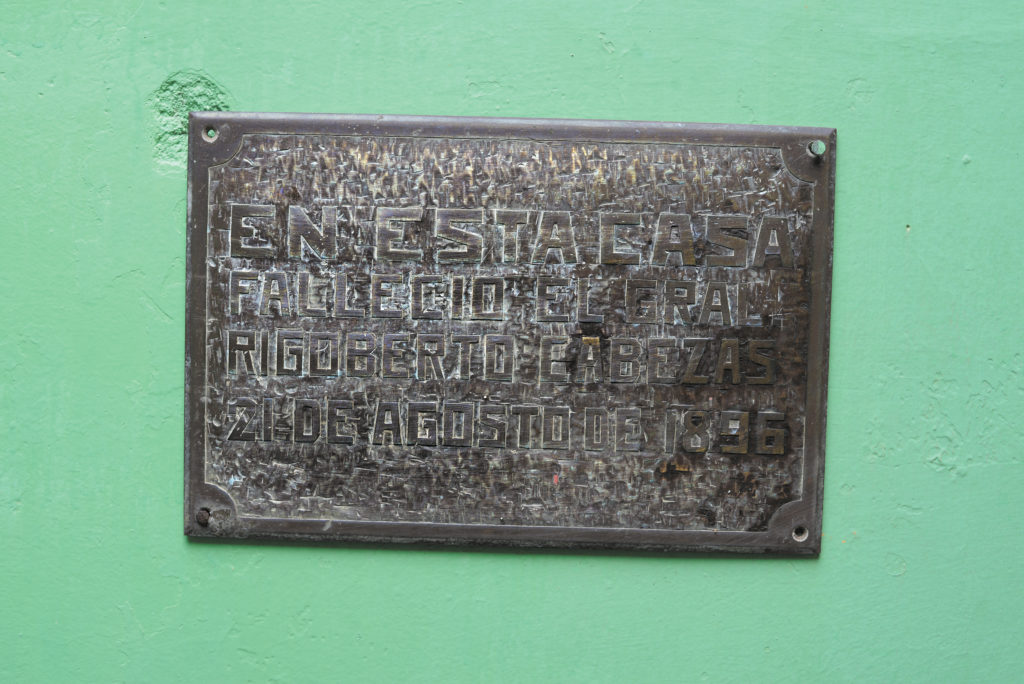 EN ESTA CASA
FALLECIO EL GRAL.
RIGOBERTO CABEZAS
21 DE AGOSTO DE 1896